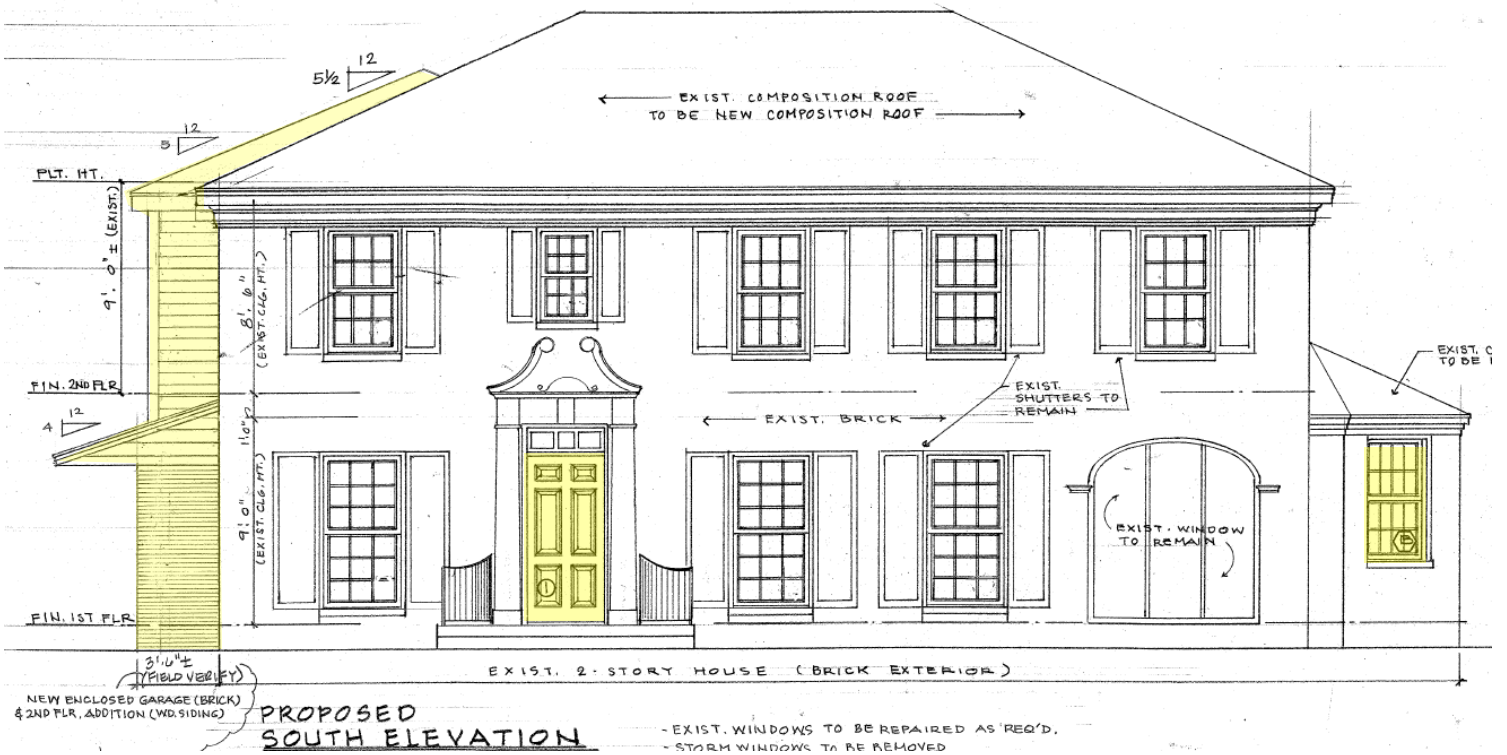 12
5½
EXIST. COMPOSITION ROOF
TO BE NEW COMPOSITION ROOF
12
5
PLT. HT.
9'. 0" ± (EXIST.)
8'. 6"
(EXIST. CLG. HT.)
EXIST.
TO BE
FIN. 2ND FLR
EXIST.
SHUTTERS TO
REMAIN
12
4
1'. 0"
EXIST. BRICK
9'. 0"
(EXIST. CLG. HT.)
EXIST. WINDOW
TO REMAIN
B
1
FIN. 1ST FLR
3'. 6" ±
(FIELD VERIFY)
EXIST. 2-STORY HOUSE (BRICK EXTERIOR)
NEW ENCLOSED GARAGE (BRICK)
& 2ND FLR. ADDITION (WD. SIDING)
PROPOSED
SOUTH ELEVATION
- EXIST. WINDOWS TO BE REPAIRED AS REQ'D.
- STORM WINDOWS TO BE REMOVED